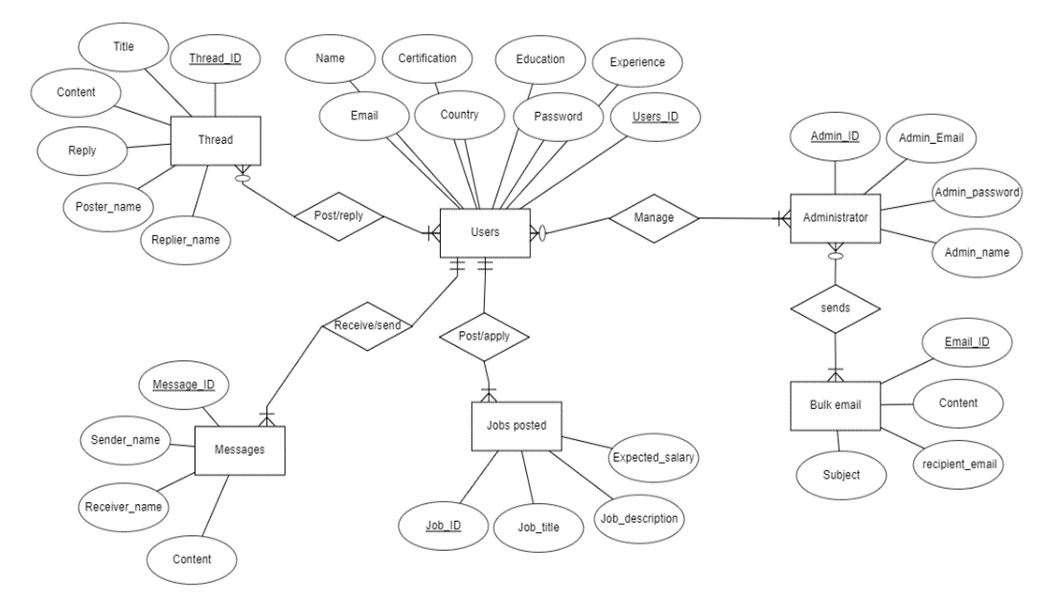 Title
Thread_ID
Content
Thread
Reply
Poster_name
Replier_name
Post/reply
Name
Certification
Education
Experience
Email
Country
Password
Users_ID
Users
Manage
Admin_ID
Admin_Email
Admin_password
Administrator
Admin_name
sends
Receive/send
Post/apply
Email_ID
Bulk email
Content
recipient_email
Subject
Message_ID
Sender_name
Messages
Receiver_name
Content
Jobs posted
Expected_salary
Job_ID
Job_title
Job_description